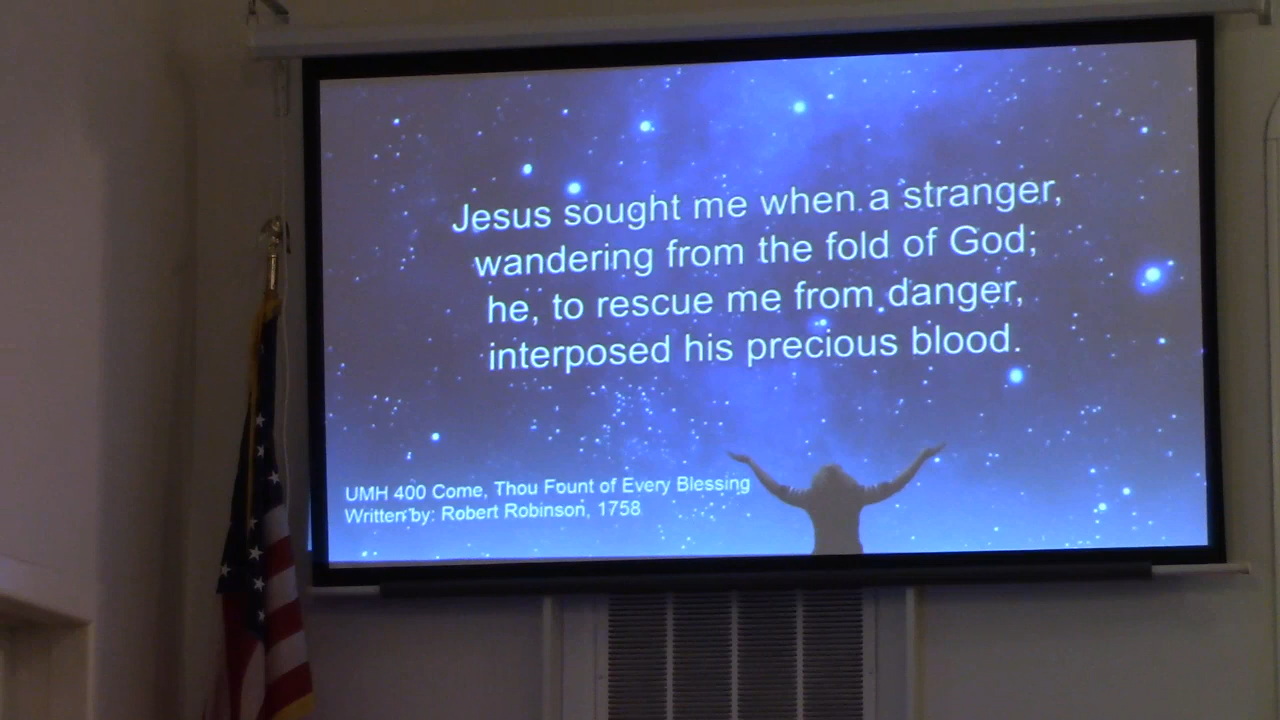 Jesus sought me when a stranger,
wandering from the fold of God;
he, to rescue me from danger,
interposed his precious blood.
UMH 400 Come, Thou Fount of Every Blessing
Written by: Robert Robinson, 1758